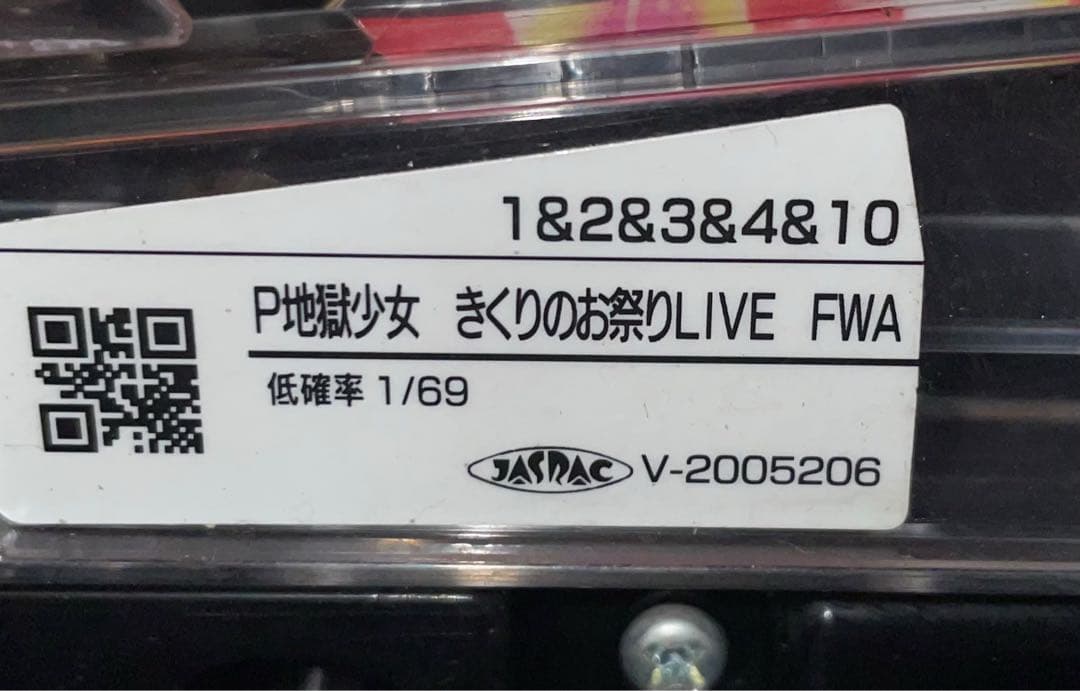 1&2&3&4&10
P地獄少女 きくりのお祭りLIVE FWA
低確率 1/69
JASRAC V-2005206